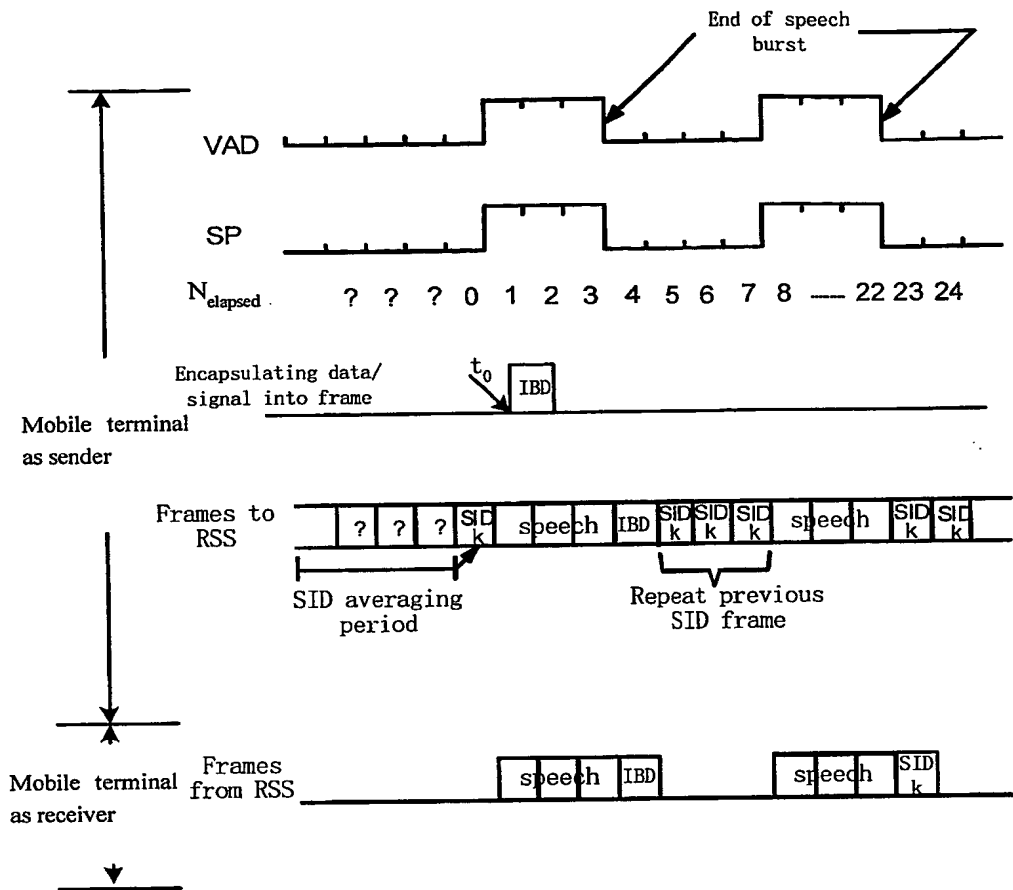 End of speech
burst
VAD
SP
N elapsed ? ? ? 0 1 2 3 4 5 6 7 8 — 22 23 24
Encapsulating data/
signal into frame
t0
IBD
Mobile terminal
as sender
Frames to
RSS
? ? ? SID k speech IBD SID k SID k SID k speech SID k SID k
SID averaging
period
Repeat previous
SID frame
Mobile terminal
as receiver
Frames
from RSS
speech IBD speech SID k